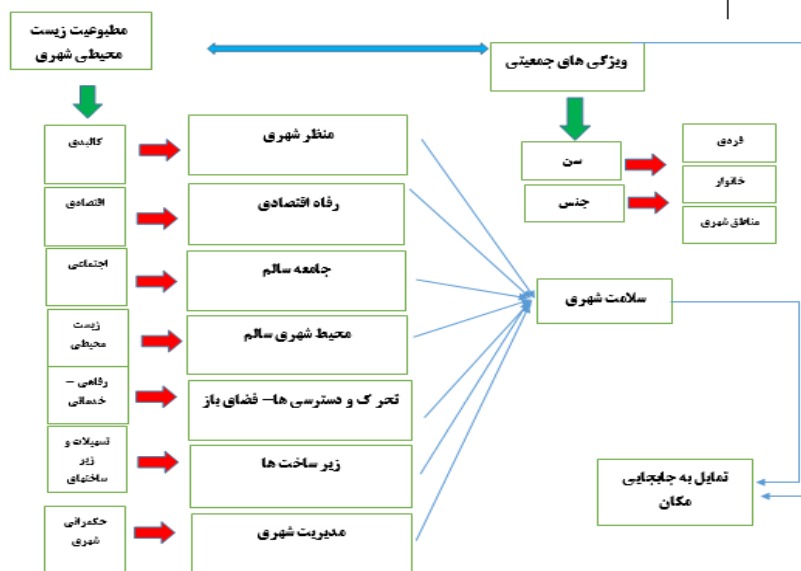 مطبوعیت زیست
محیطی شهری
ویژگی های جمعیتی
کالبدی
منظر شهری
سن
جنس
فردی
خانوار
مناطق شهری
اقتصادی
رفاه اقتصادی
اجتماعی
جامعه سالم
سلامت شهری
زیست
محیطی
محیط شهری سالم
رفاهی –
خدماتی
تحرک و دسترسی ها– فضای باز
تسهیلات و
زیر
ساختهای
زیر ساخت ها
تمایل به جابجایی
مکان
حکمرانی
شهری
مدیریت شهری